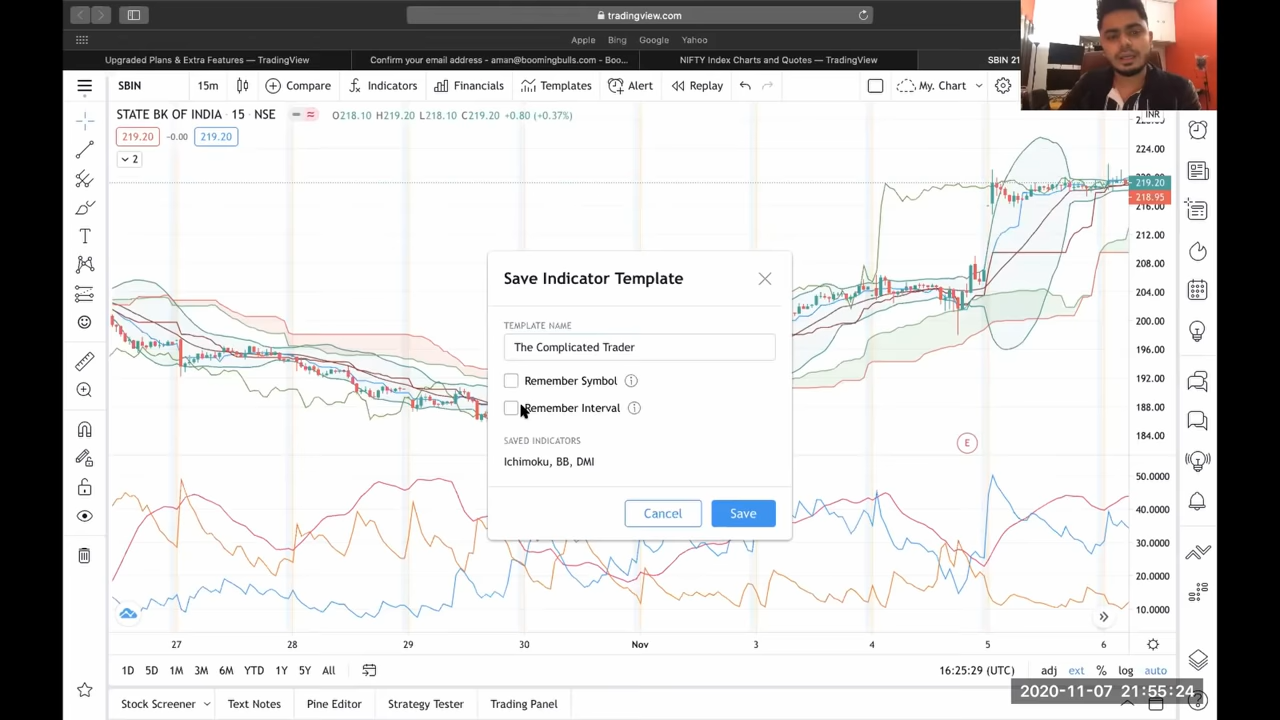 tradingview.com
Apple Bing Google Yahoo
Upgraded Plans & Extra Features — TradingView
Confirm your email address - aman@boomingbulls.com - Boo...
NIFTY Index Charts and Quotes — TradingView
SBIN 21
SBIN 15m Compare Indicators Financials Templates Alert Replay My. Chart
STATE BK OF INDIA · 15 · NSE
O218.10 H219.20 L218.10 C219.20 +0.80 (+0.37%)
INR
219.20 -0.00 219.20
2
224.00
219.20
218.95
216.00
212.00
208.00
204.00
200.00
196.00
192.00
188.00
184.00
50.0000
40.0000
30.0000
20.0000
10.0000
Save Indicator Template
TEMPLATE NAME
The Complicated Trader
Remember Symbol
Remember Interval
SAVED INDICATORS
Ichimoku, BB, DMI
Cancel Save
E
27 28 29 30 Nov 3 4 5 6
1D 5D 1M 3M 6M YTD 1Y 5Y All
16:25:29 (UTC) adj ext % log auto
2020-11-07 21:55:24
Stock Screener Text Notes Pine Editor Strategy Tester Trading Panel